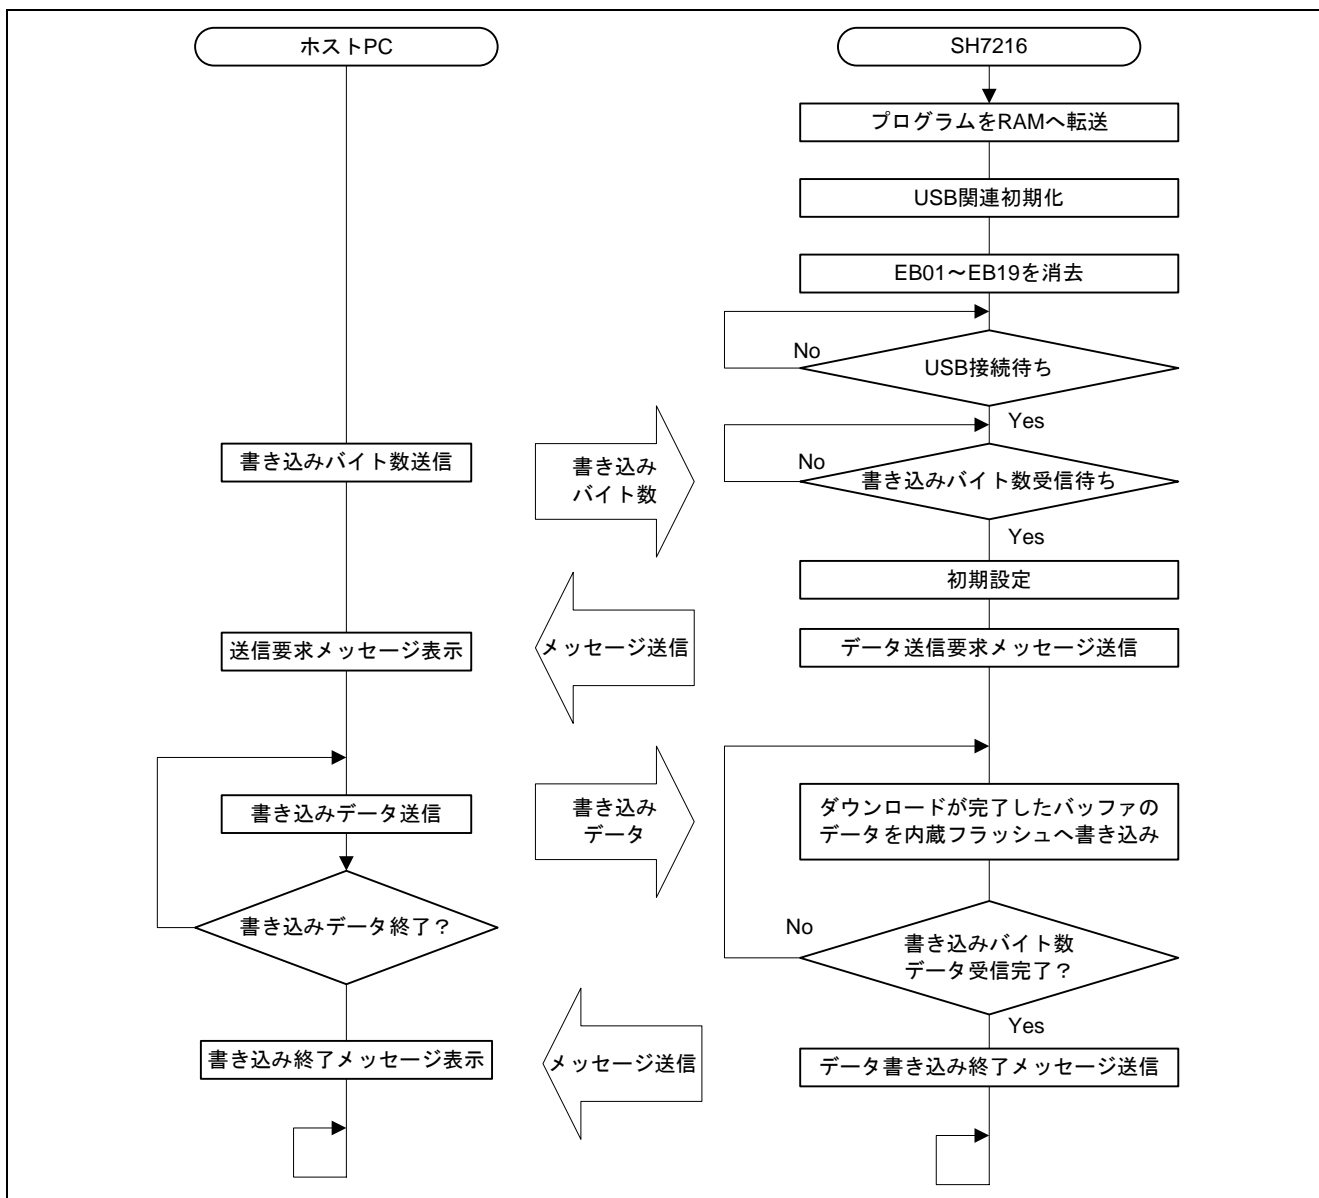 ホストPC
SH7216
プログラムをRAMへ転送
USB関連初期化
EB01～EB19を消去
No
USB接続待ち
Yes
書き込みバイト数送信
書き込み
バイト数
No
書き込みバイト数受信待ち
Yes
初期設定
送信要求メッセージ表示
メッセージ送信
データ送信要求メッセージ送信
書き込みデータ送信
書き込み
データ
ダウンロードが完了したバッファの
データを内蔵フラッシュへ書き込み
書き込みデータ終了？
No
書き込みバイト数
データ受信完了？
Yes
書き込み終了メッセージ表示
メッセージ送信
データ書き込み終了メッセージ送信